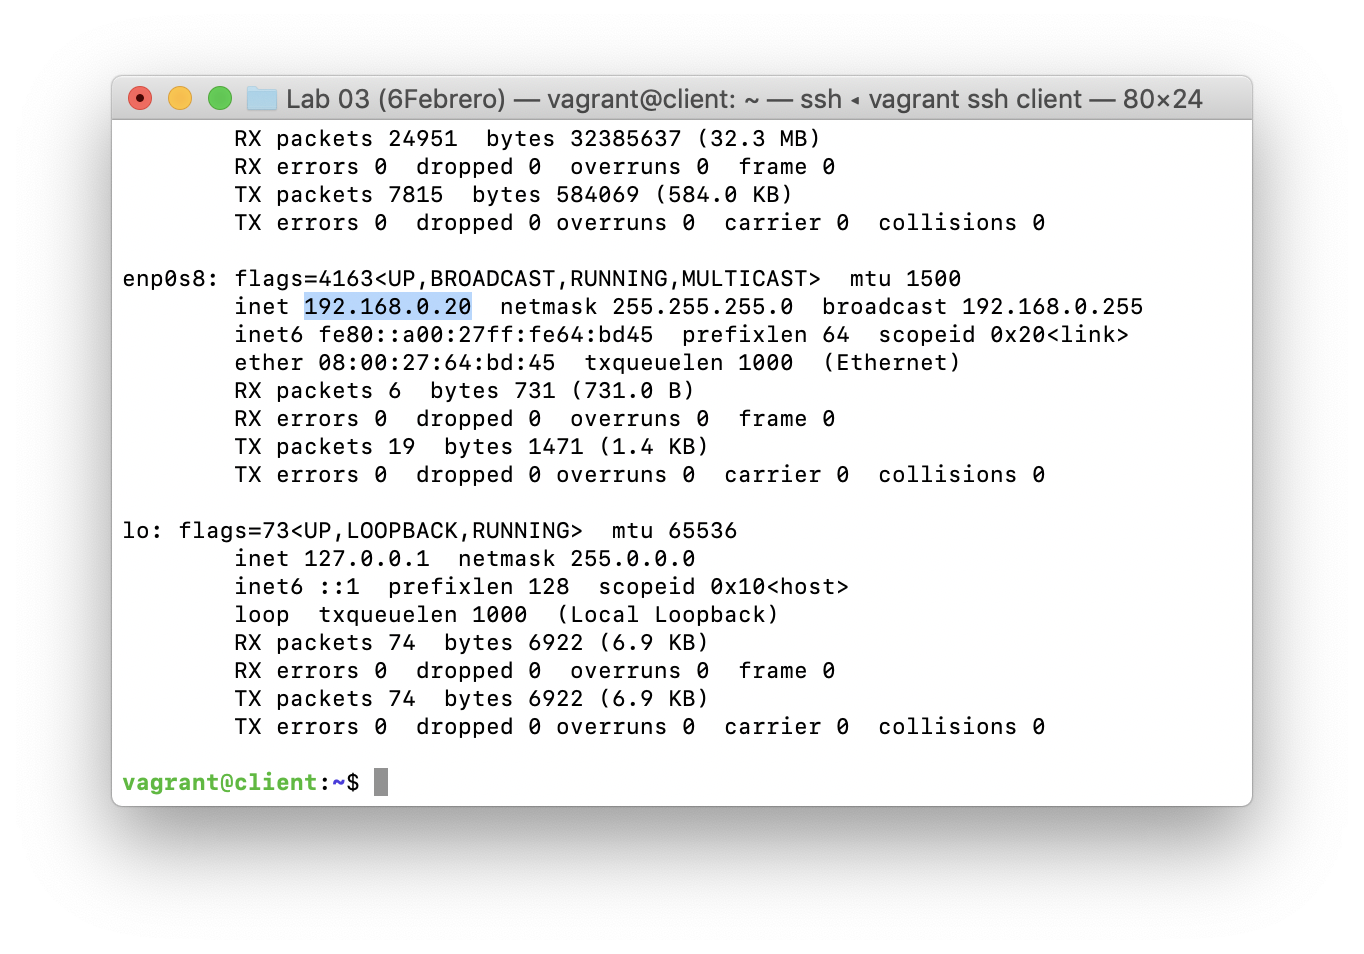 Lab 03 (6Febrero) — vagrant@client: ~ — ssh ◂ vagrant ssh client — 80×24
RX packets 24951  bytes 32385637 (32.3 MB)
RX errors 0  dropped 0  overruns 0  frame 0
TX packets 7815  bytes 584069 (584.0 KB)
TX errors 0  dropped 0 overruns 0  carrier 0  collisions 0
enp0s8: flags=4163<UP,BROADCAST,RUNNING,MULTICAST>  mtu 1500
inet 192.168.0.20  netmask 255.255.255.0  broadcast 192.168.0.255
inet6 fe80::a00:27ff:fe64:bd45  prefixlen 64  scopeid 0x20<link>
ether 08:00:27:64:bd:45  txqueuelen 1000  (Ethernet)
RX packets 6  bytes 731 (731.0 B)
RX errors 0  dropped 0  overruns 0  frame 0
TX packets 19  bytes 1471 (1.4 KB)
TX errors 0  dropped 0 overruns 0  carrier 0  collisions 0
lo: flags=73<UP,LOOPBACK,RUNNING>  mtu 65536
inet 127.0.0.1  netmask 255.0.0.0
inet6 ::1  prefixlen 128  scopeid 0x10<host>
loop  txqueuelen 1000  (Local Loopback)
RX packets 74  bytes 6922 (6.9 KB)
RX errors 0  dropped 0  overruns 0  frame 0
TX packets 74  bytes 6922 (6.9 KB)
TX errors 0  dropped 0 overruns 0  carrier 0  collisions 0
vagrant@client:~$